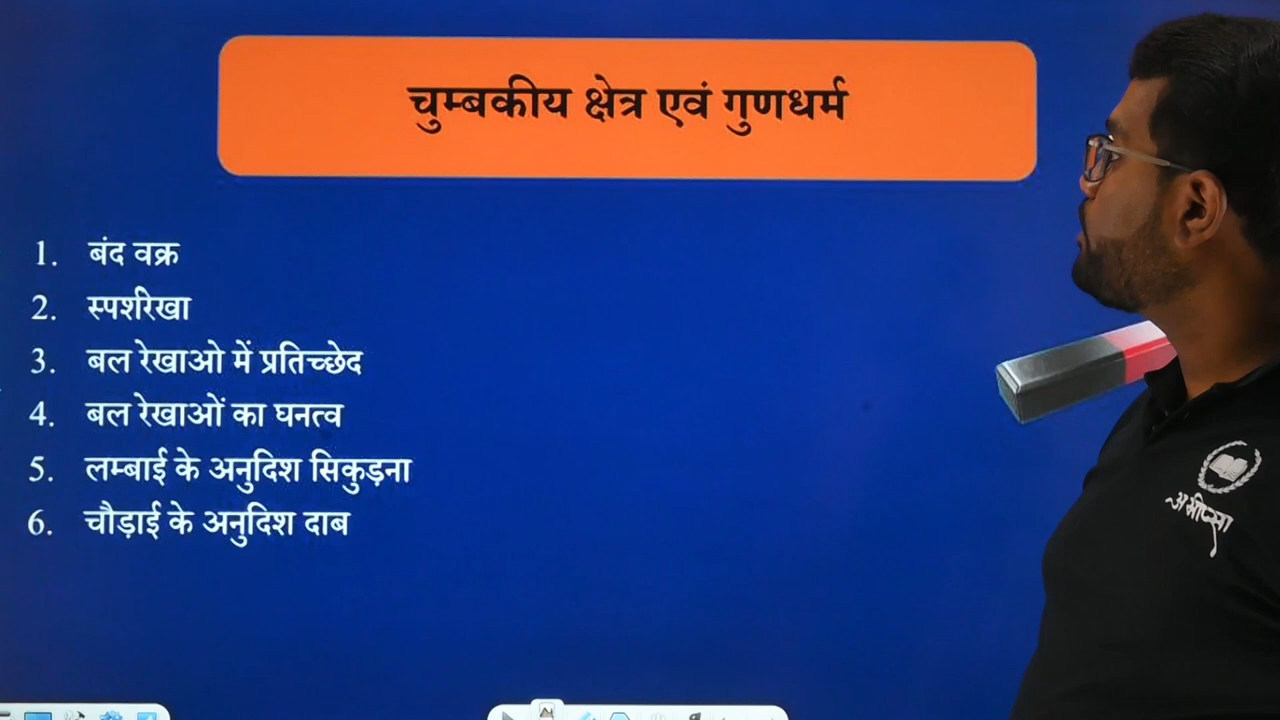 चुम्बकीय क्षेत्र एवं गुणधर्म
1. बंद वक्र
2. स्पर्शरेखा
3. बल रेखाओ में प्रतिच्छेद
4. बल रेखाओं का घनत्व
5. लम्बाई के अनुदिश सिकुड़ना
6. चौड़ाई के अनुदिश दाब
अभीप्सा